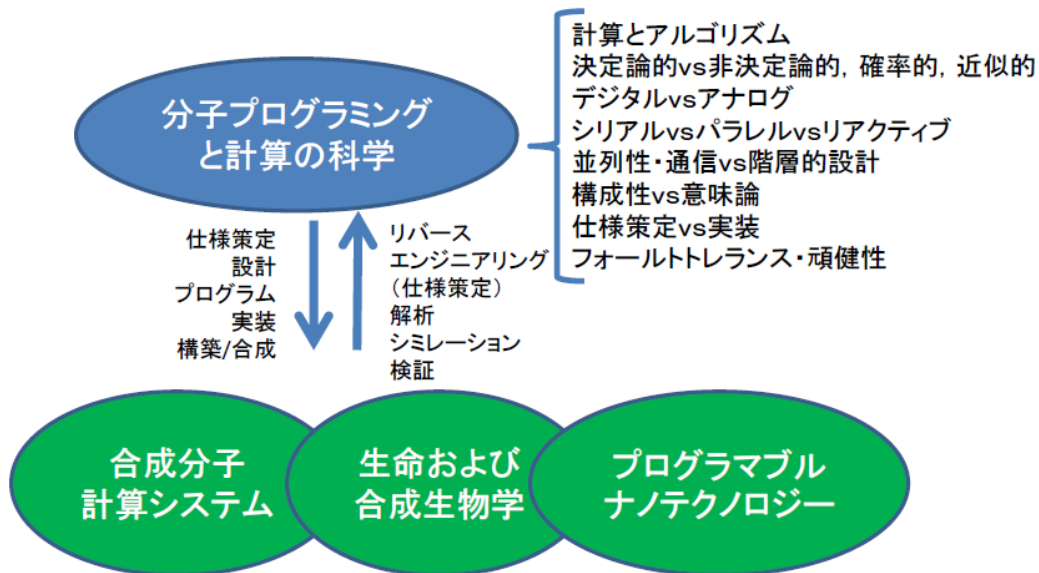 分子プログラミング
と計算の科学
計算とアルゴリズム
決定論的vs非決定論的, 確率的, 近似的
デジタルvsアナログ
シリアルvsパラレルvsリアクティブ
並列性・通信vs階層的設計
構成性vs意味論
仕様策定vs実装
フォールトトレランス・頑健性
仕様策定
設計
プログラム
実装
構築/合成
リバース
エンジニアリング
(仕様策定)
解析
シミレーション
検証
合成分子
計算システム
生命および
合成生物学
プログラマブル
ナノテクノロジー